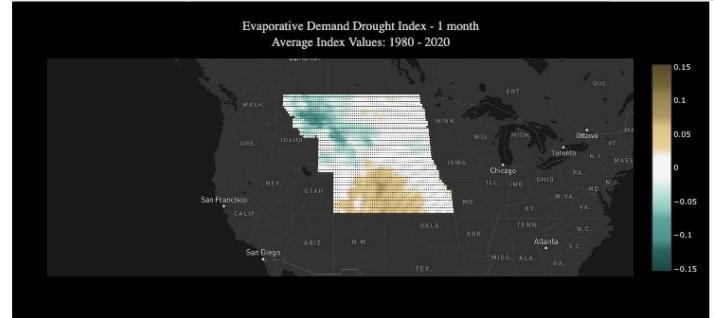 Evaporative Demand Drought Index - 1 month
Average Index Values: 1980 - 2020
0.15
0.1
0.05
0
−0.05
−0.1
−0.15
WASH.
ORE.
IDAHO
NEV.
UTAH
CALIF.
ARIZ
N.M.
TEX.
OKLA.
ARK.
MO.
IOWA
MINN.
WIS.
MICH.
ILL.
IND.
OHIO
KY.
TENN.
MISS.
ALA.
GA.
S.C.
N.C.
VA.
W.VA.
MD.
PA.
N.J.
N.Y.
VT.
MASS
ONT.
QUE.
San Francisco
San Diego
Chicago
Toronto
Ottawa
Atlanta